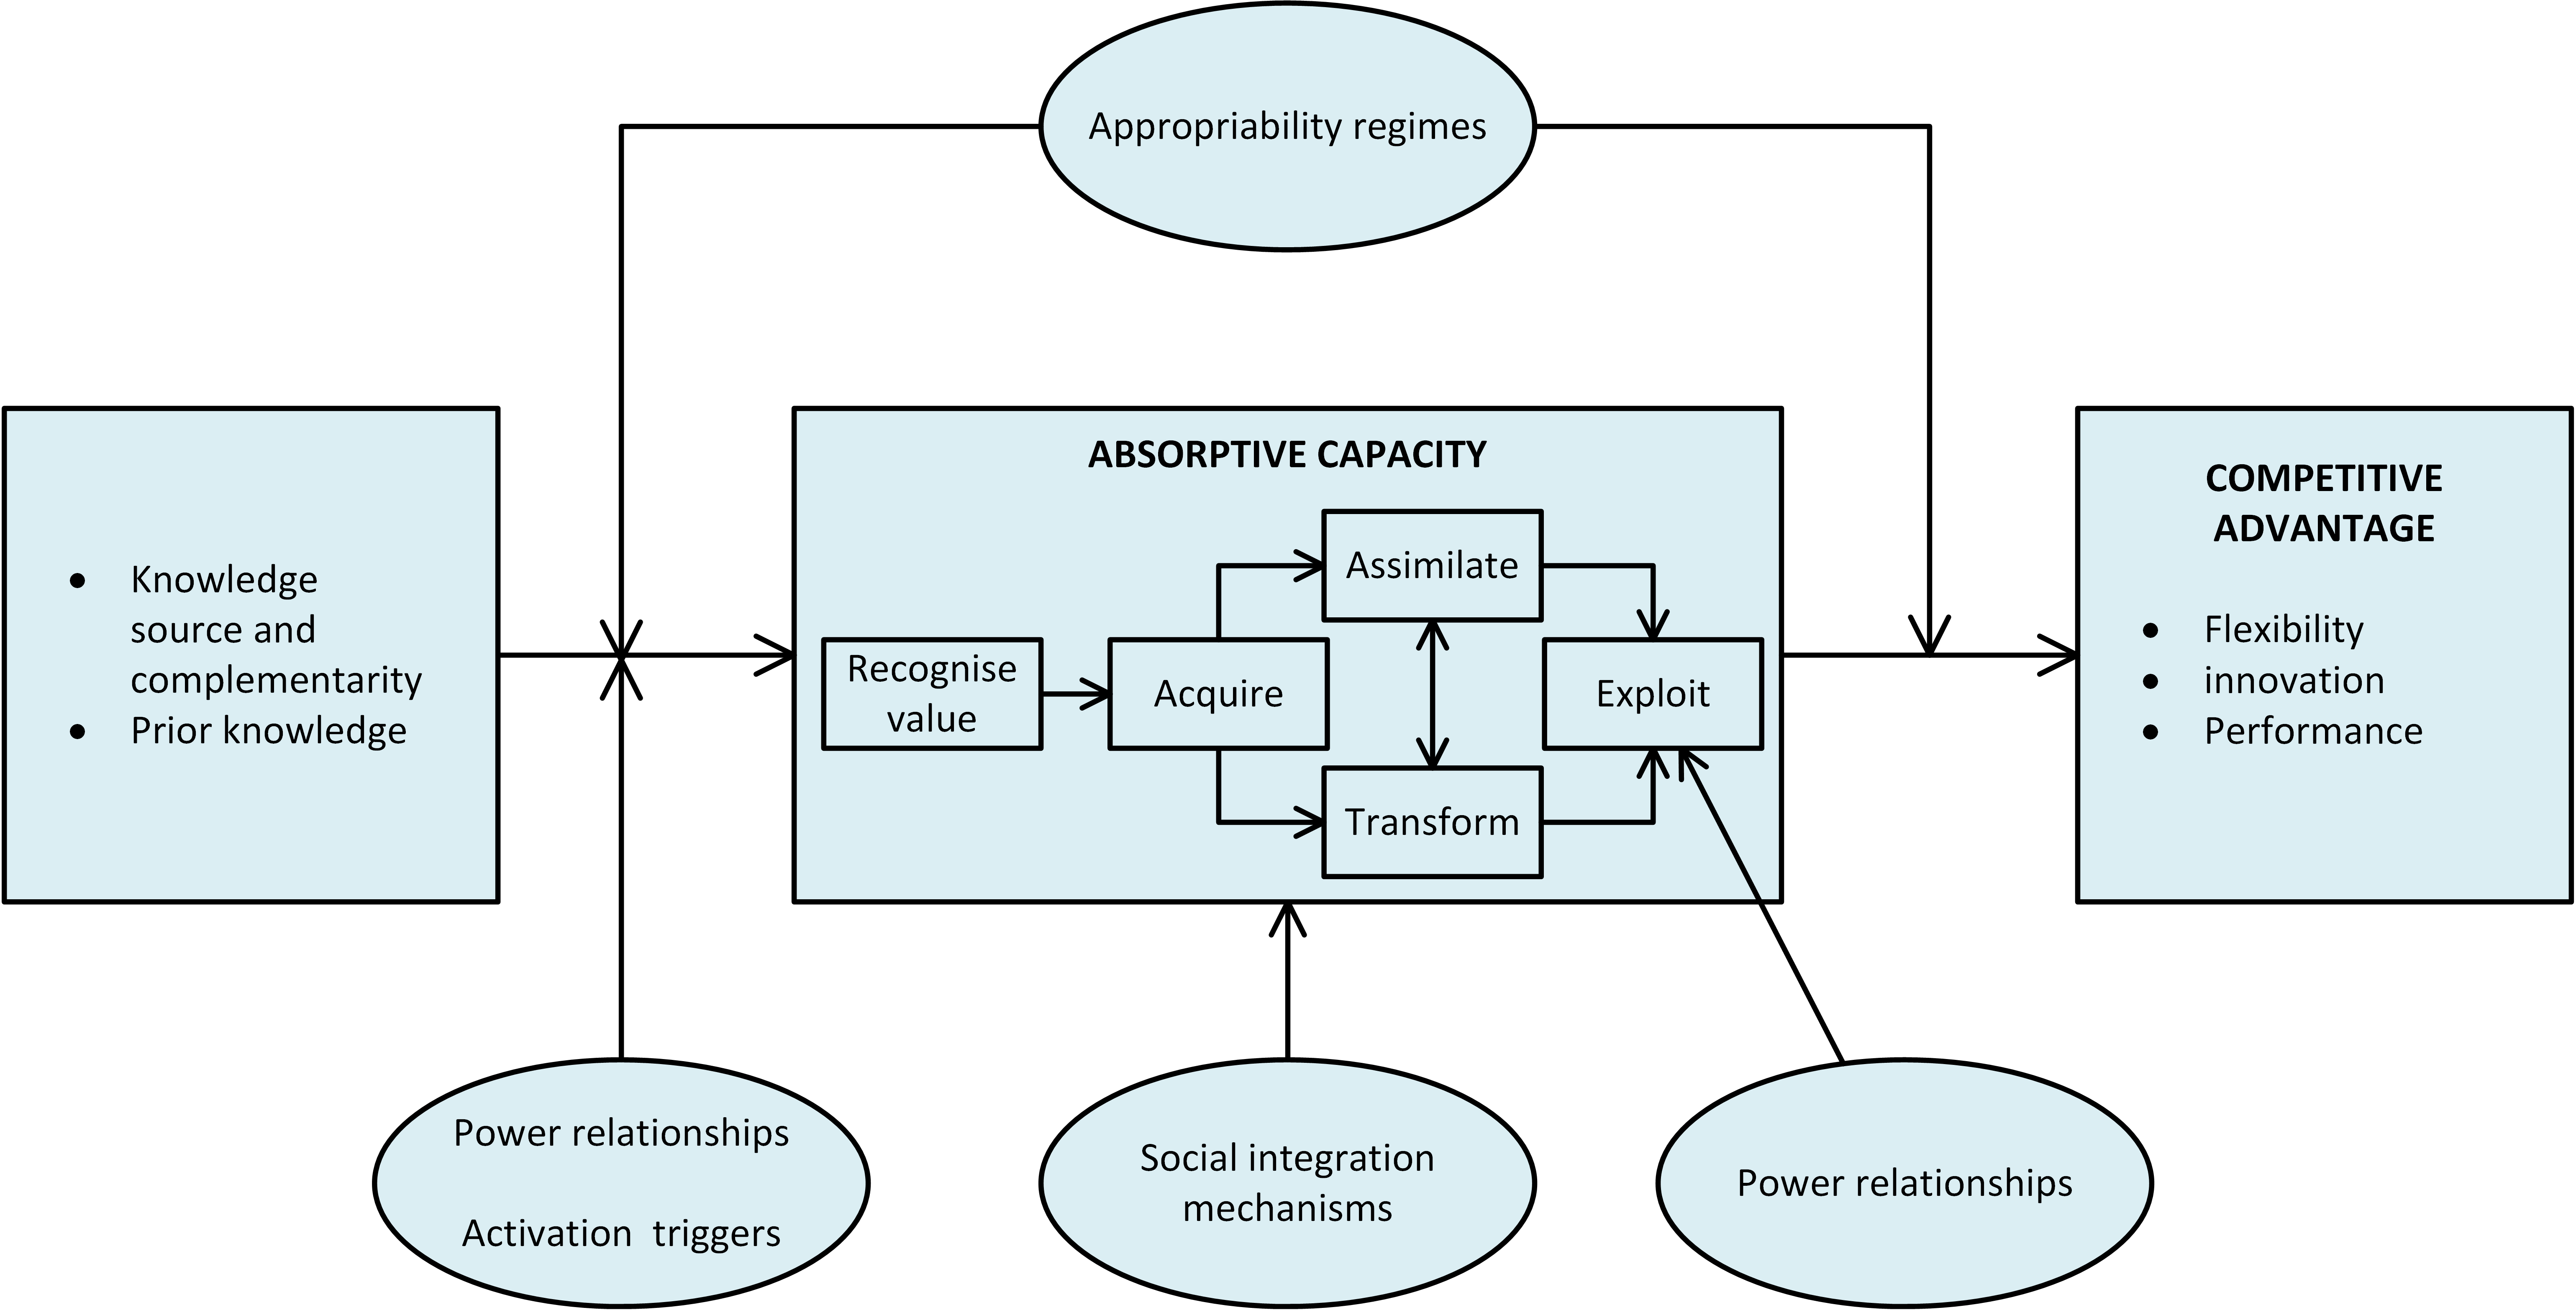 Appropriability regimes
• Knowledge
source and
complementarity
• Prior knowledge
ABSORPTIVE CAPACITY
Recognise
value
Acquire
Assimilate
Transform
Exploit
COMPETITIVE
ADVANTAGE
• Flexibility
• innovation
• Performance
Power relationships
Activation  triggers
Social integration
mechanisms
Power relationships